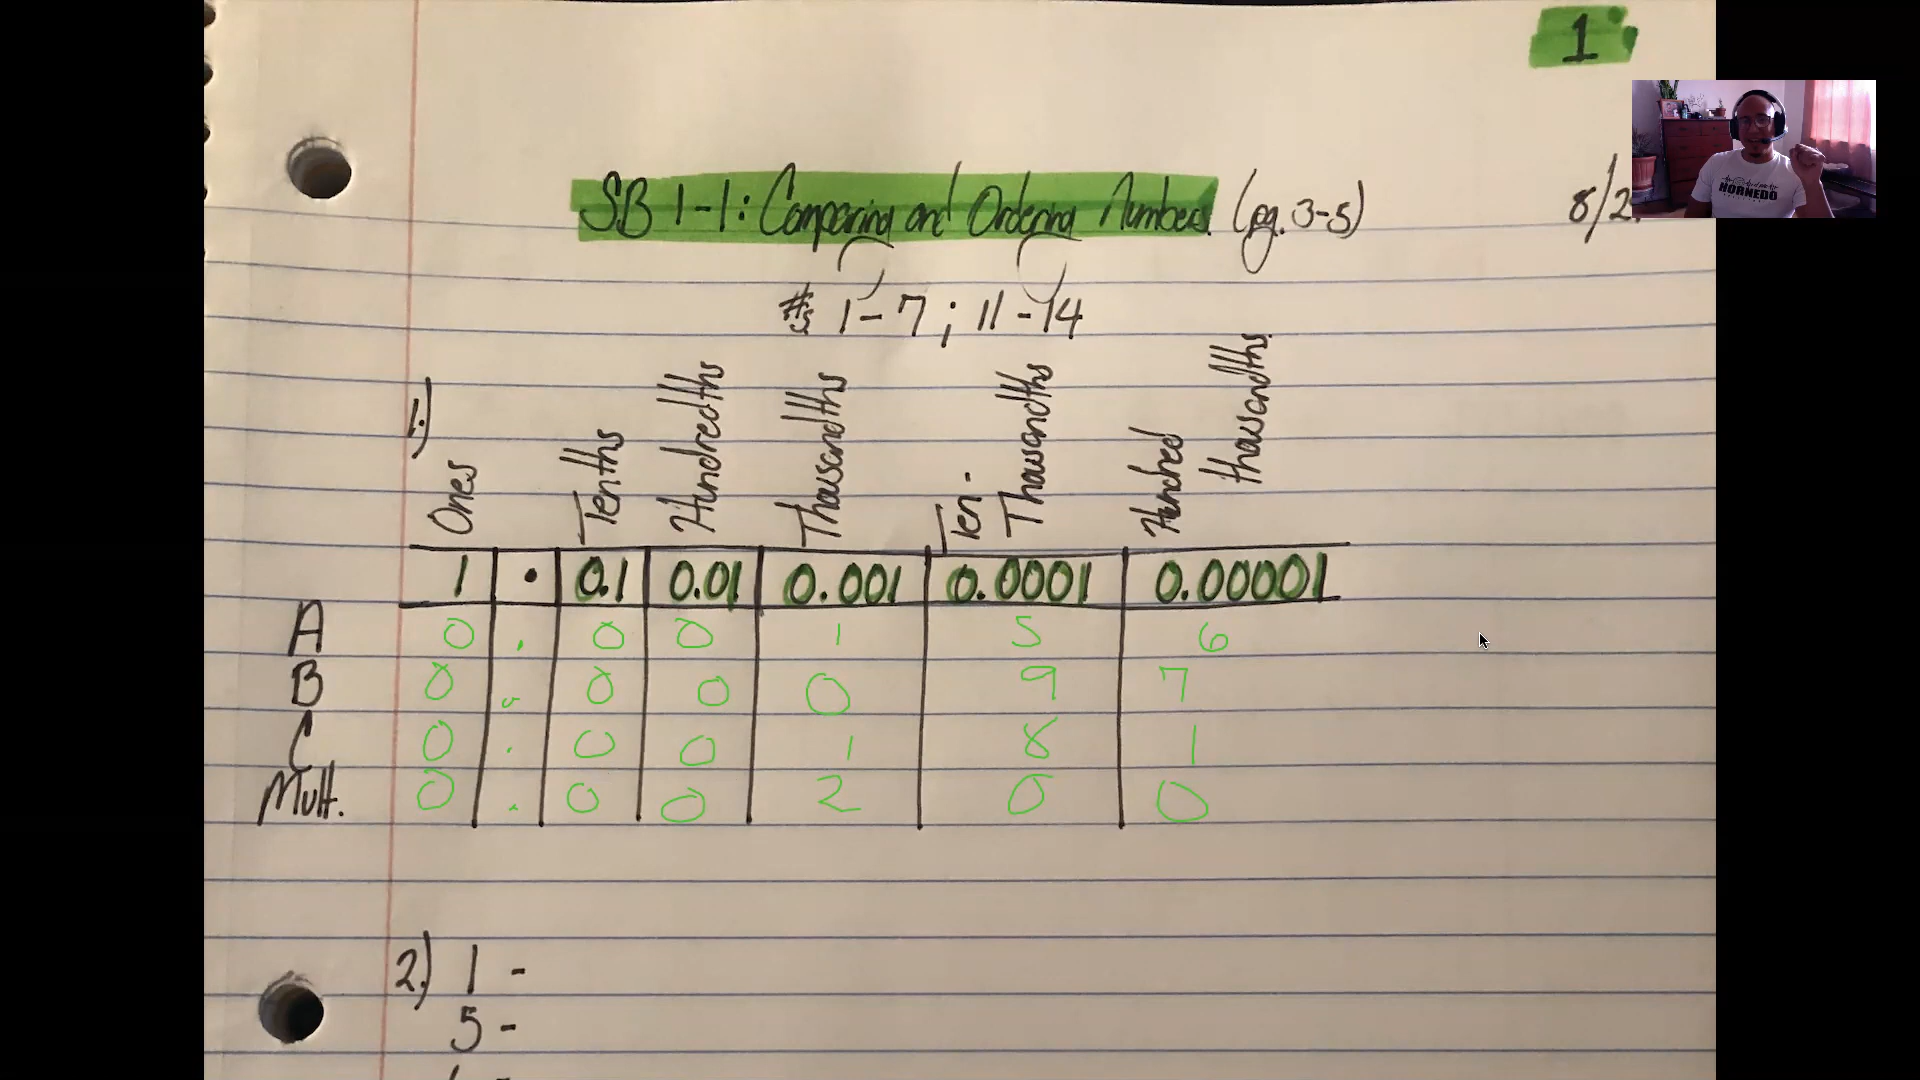 1
SB 1-1: Comparing and Ordering Numbers (pg. 3-5)
8/2
#s 1-7; 11-14
HORNEDO
1.)
Ones Tenths Hundredths Thousandths Ten-Thousandths Hundred thousandths
1 . 0.1 0.01 0.001 0.0001 0.00001
A 0 . 0 0 1 5 6
B 0 . 0 0 0 9 7
C 0 . 0 0 1 8 1
Mult. 0 . 0 0 2 0 0
2.) 1 -
5 -